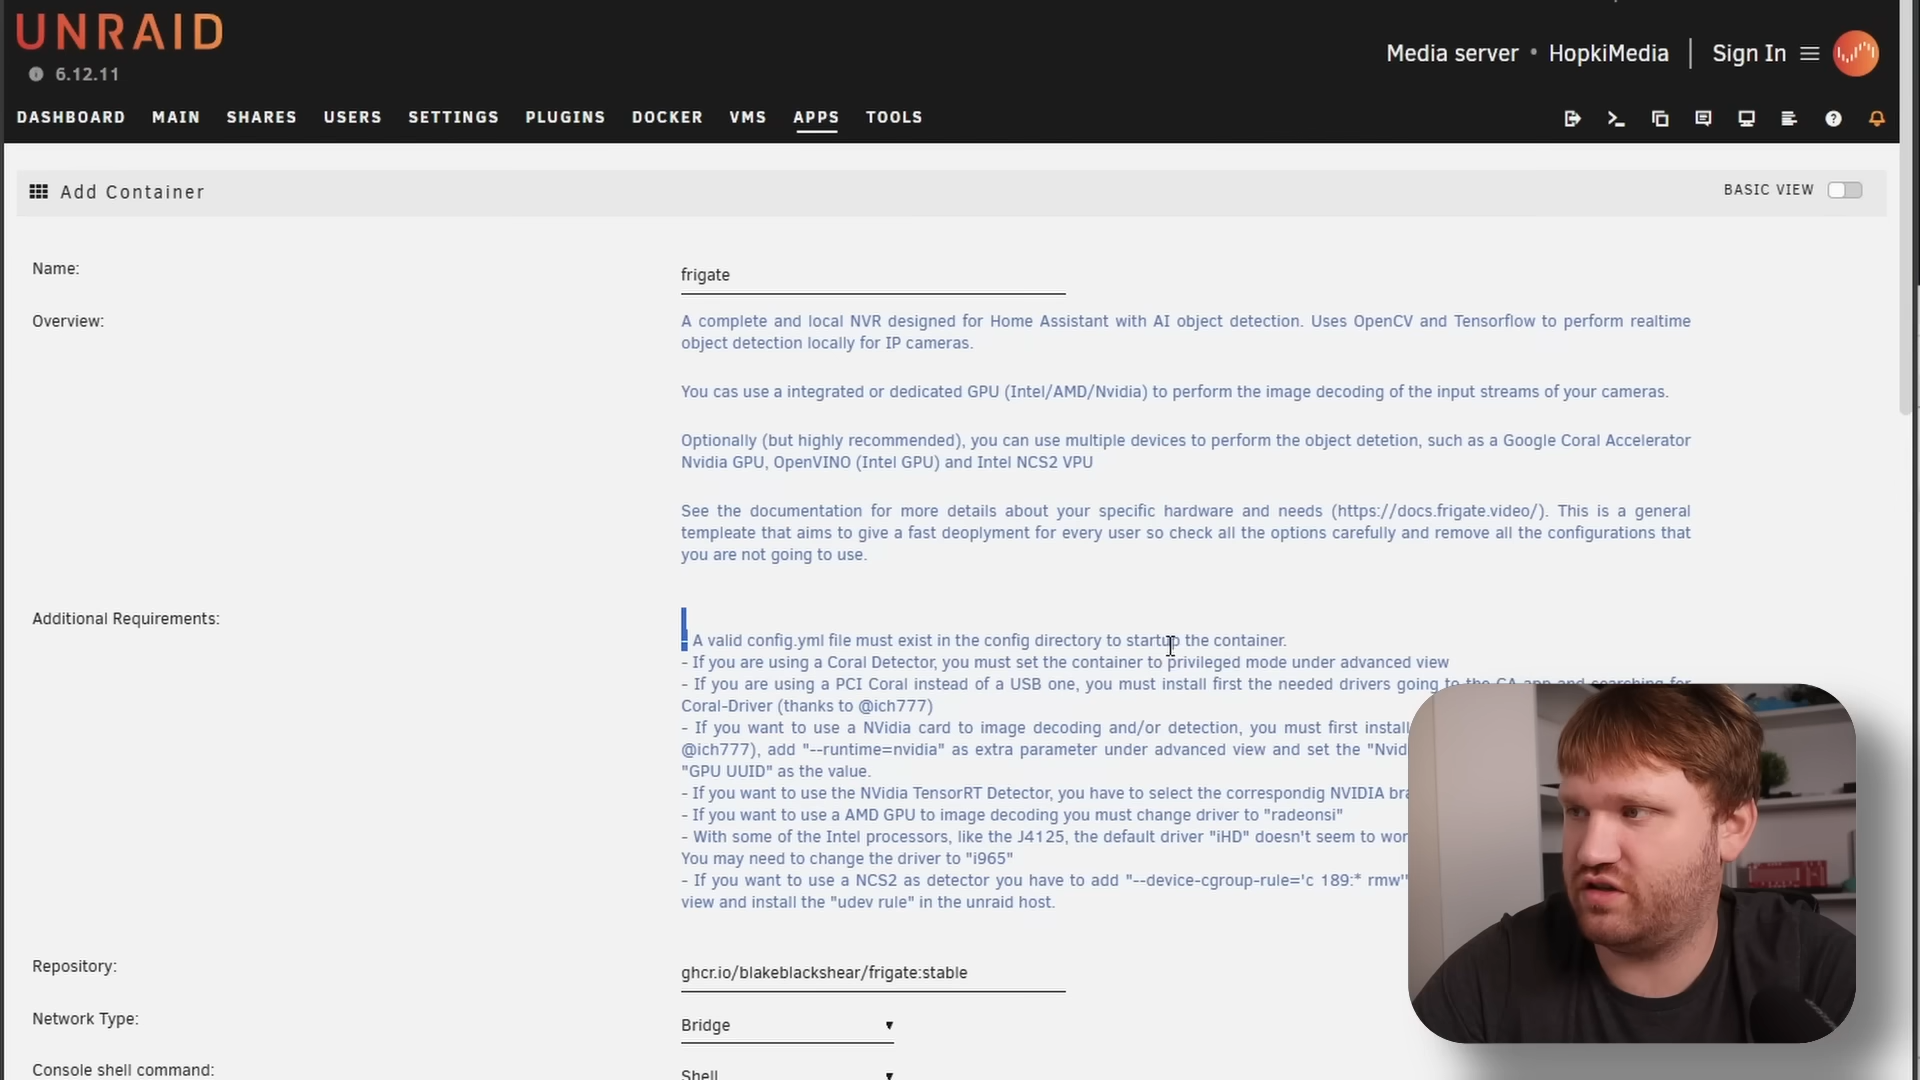 UNRAID
6.12.11
Media server • HopkiMedia | Sign In
DASHBOARD MAIN SHARES USERS SETTINGS PLUGINS DOCKER VMS APPS TOOLS
Add Container
BASIC VIEW
Name:
frigate
Overview:
A complete and local NVR designed for Home Assistant with AI object detection. Uses OpenCV and Tensorflow to perform realtime
object detection locally for IP cameras.
You cas use a integrated or dedicated GPU (Intel/AMD/Nvidia) to perform the image decoding of the input streams of your cameras.
Optionally (but highly recommended), you can use multiple devices to perform the object detetion, such as a Google Coral Accelerator
Nvidia GPU, OpenVINO (Intel GPU) and Intel NCS2 VPU
See the documentation for more details about your specific hardware and needs (https://docs.frigate.video/). This is a general
templeate that aims to give a fast deoplyment for every user so check all the options carefully and remove all the configurations that
you are not going to use.
Additional Requirements:
- A valid config.yml file must exist in the config directory to startup the container.
- If you are using a Coral Detector, you must set the container to privileged mode under advanced view
- If you are using a PCI Coral instead of a USB one, you must install first the needed drivers going to the CA app and searching for
Coral-Driver (thanks to @ich777)
- If you want to use a NVidia card to image decoding and/or detection, you must first install
@ich777), add "--runtime=nvidia" as extra parameter under advanced view and set the "Nvid
"GPU UUID" as the value.
- If you want to use the NVidia TensorRT Detector, you have to select the correspondig NVIDIA bra
- If you want to use a AMD GPU to image decoding you must change driver to "radeonsi"
- With some of the Intel processors, like the J4125, the default driver "iHD" doesn't seem to wor
You may need to change the driver to "i965"
- If you want to use a NCS2 as detector you have to add "--device-cgroup-rule='c 189:* rmw'"
view and install the "udev rule" in the unraid host.
Repository:
ghcr.io/blakeblackshear/frigate:stable
Network Type:
Bridge
Console shell command:
Shell